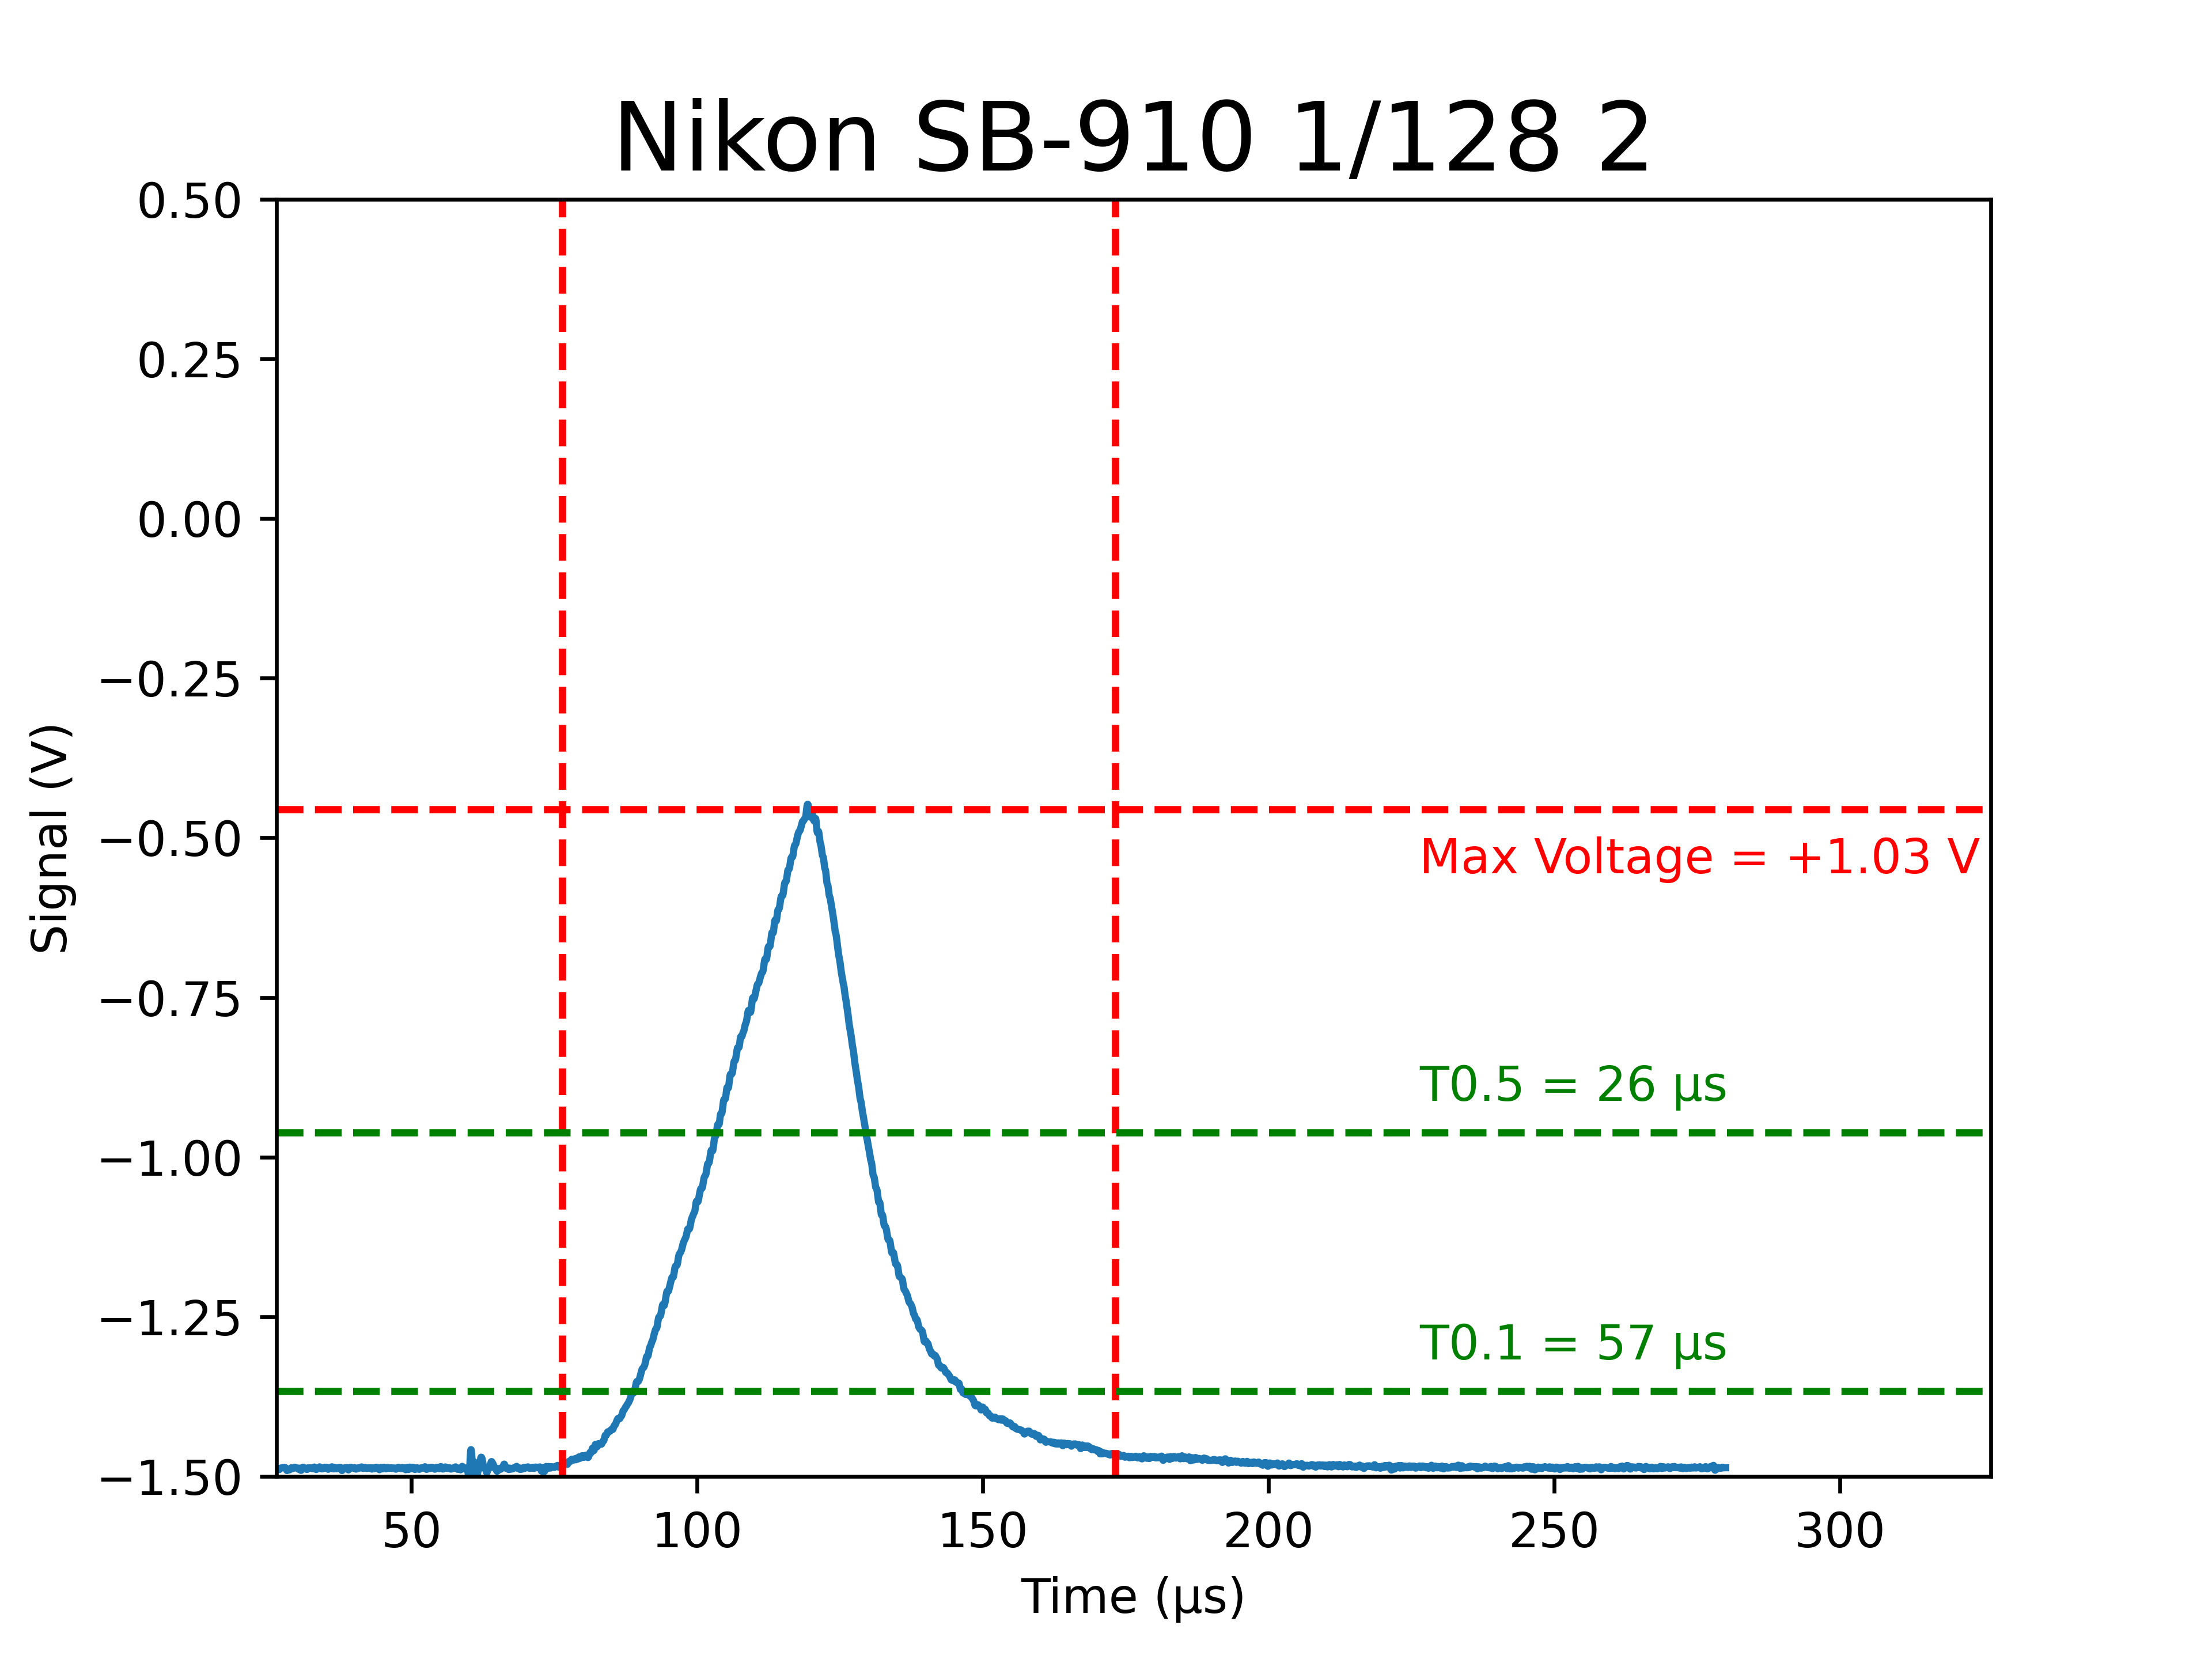 Nikon SB-910 1/128 2
0.50
0.25
0.00
−0.25
−0.50
−0.75
−1.00
−1.25
−1.50
Signal (V)
Max Voltage = +1.03 V
T0.5 = 26 µs
T0.1 = 57 µs
50 100 150 200 250 300
Time (µs)